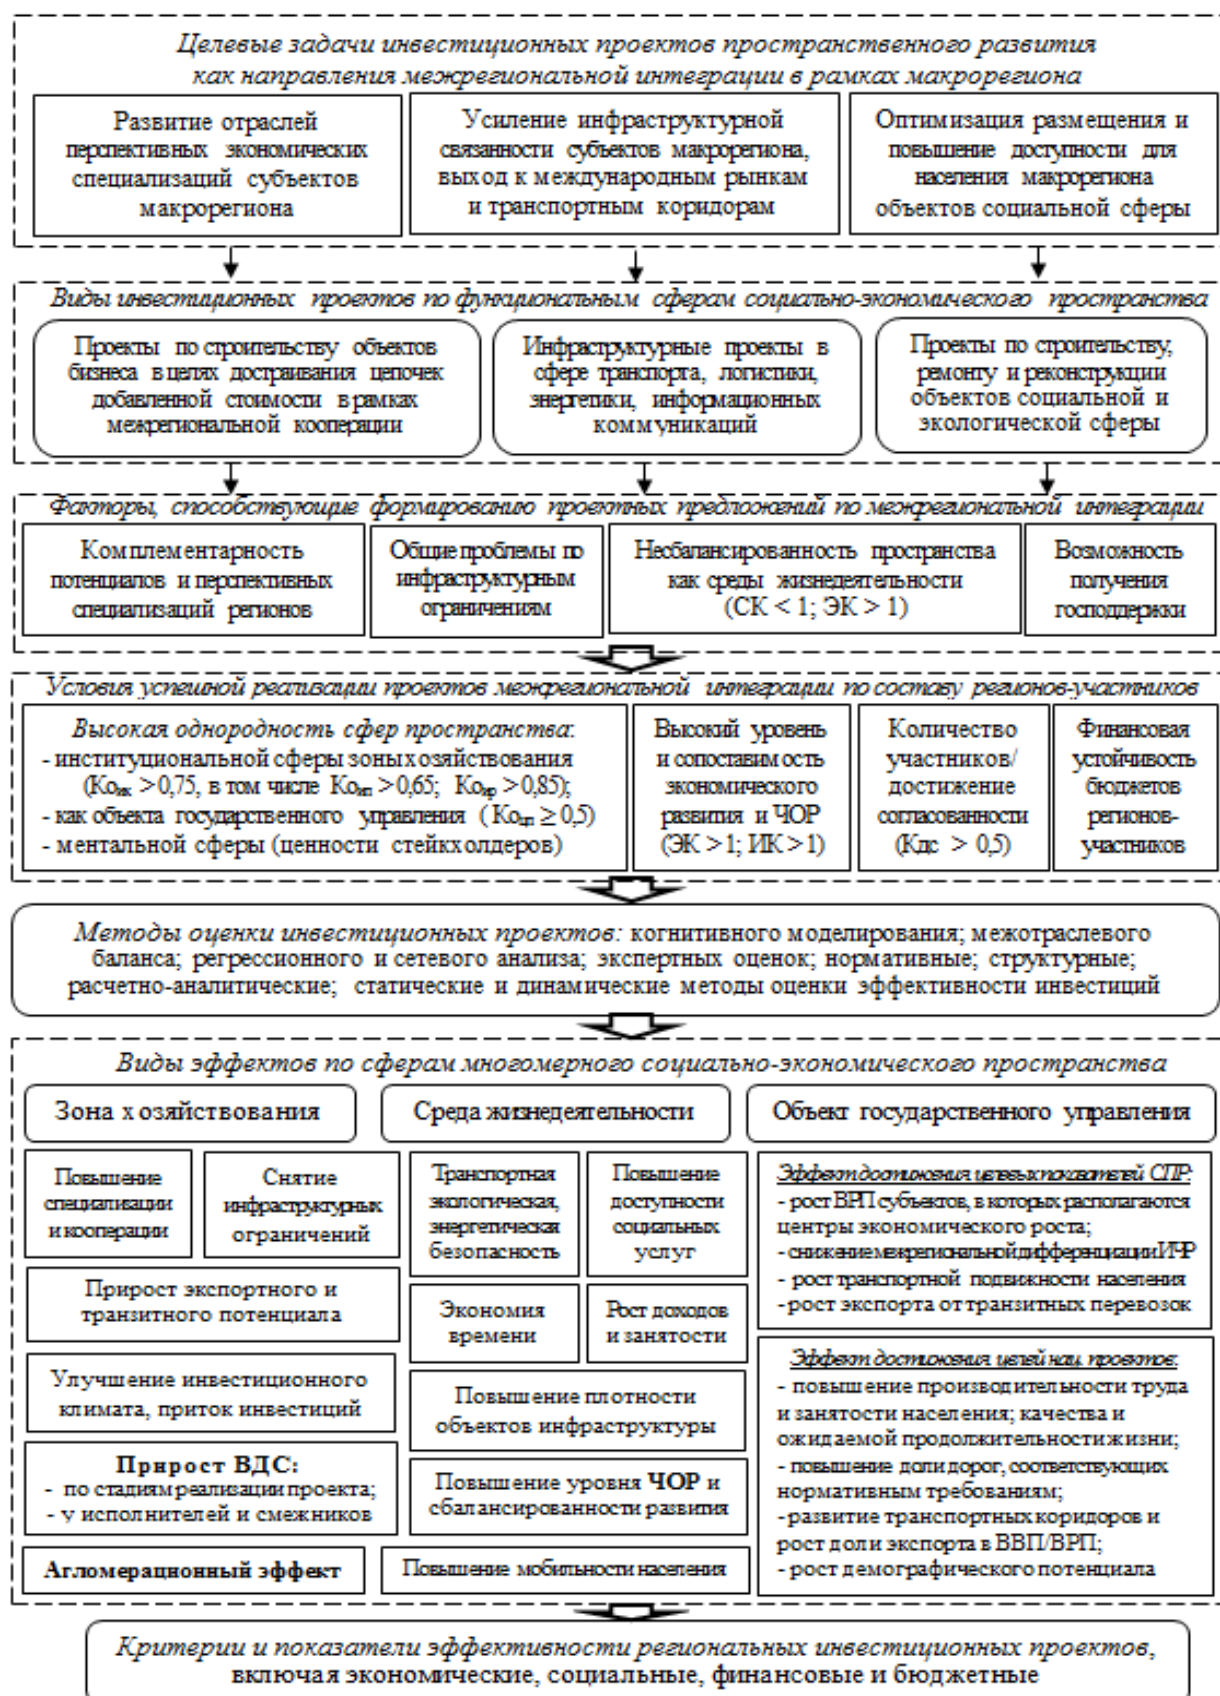 Целевые задачи инвестиционных проектов пространственного развития
как направления межрегиональной интеграции в рамках макрорегиона
Развитие отраслей
перспективных экономических
специализаций субъектов
макрорегиона
Усиление инфраструктурной
связанности субъектов макрорегиона,
выход к международным рынкам
и транспортным коридорам
Оптимизация размещения и
повышение доступности для
населения макрорегиона
объектов социальной сферы
Виды инвестиционных проектов по функциональным сферам социально-экономического пространства
Проекты по строительству объектов
бизнеса в целях достраивания цепочек
добавленной стоимости в рамках
межрегиональной кооперации
Инфраструктурные проекты в
сфере транспорта, логистики,
энергетики, информационных
коммуникаций
Проекты по строительству,
ремонту и реконструкции
объектов социальной и
экологической сферы
Факторы, способствующие формированию проектных предложений по межрегиональной интеграции
Комплементарность
потенциалов и перспективных
специализаций регионов
Общие проблемы по
инфраструктурным
ограничениям
Несбалансированность пространства
как среды жизнедеятельности
(СК < 1; ЭК > 1)
Возможность
получения
господдержки
Условия успешной реализации проектов межрегиональной интеграции по составу регионов-участников
Высокая однородность сфер пространства:
- институциональной сферы зоны хозяйствования
(Ко >0,75, в том числе Ко >0,65; Ко >0,85);
- как объекта государственного управления (Ко ≥ 0,5)
- ментальной сферы (ценности стейкхолдеров)
Высокий уровень
и сопоставимость
экономического
развития и ЧОР
(ЭК >1; ИК >1)
Количество
участников/
достижение
согласованности
(Кдс > 0,5)
Финансовая
устойчивость
бюджетов
регионов-
участников
Методы оценки инвестиционных проектов: когнитивного моделирования; межотраслевого
баланса; регрессионного и сетевого анализа; экспертных оценок; нормативные; структурные;
расчетно-аналитические; статические и динамические методы оценки эффективности инвестиций
Виды эффектов по сферам многомерного социально-экономического пространства
Зона хозяйствования
Среда жизнедеятельности
Объект государственного управления
Повышение
специализации
и кооперации
Снятие
инфраструктурных
ограничений
Прирост экспортного и
транзитного потенциала
Улучшение инвестиционного
климата, приток инвестиций
Прирост ВДС:
- по стадиям реализации проекта;
- у исполнителей и смежников
Агломерационный эффект
Транспортная
экологическая,
энергетическая
безопасность
Повышение
доступности
социальных
услуг
Экономия
времени
Рост доходов
и занятости
Повышение плотности
объектов инфраструктуры
Повышение уровня ЧОР и
сбалансированности развития
Повышение мобильности населения
Эффект достижения целевых показателей СПР:
- рост ВРП субъектов, в которых располагаются
центры экономического роста;
- снижение межрегиональной дифференциации ИЧР
- рост транспортной подвижности населения
- рост экспорта от транзитных перевозок
Эффект достижения целей нац. проектов:
- повышение производительности труда
и занятости населения; качества и
ожидаемой продолжительности жизни;
- повышение доли дорог, соответствующих
нормативным требованиям;
- развитие транспортных коридоров и
рост доли экспорта в ВВП/ВРП;
- рост демографического потенциала
Критерии и показатели эффективности региональных инвестиционных проектов,
включая экономические, социальные, финансовые и бюджетные